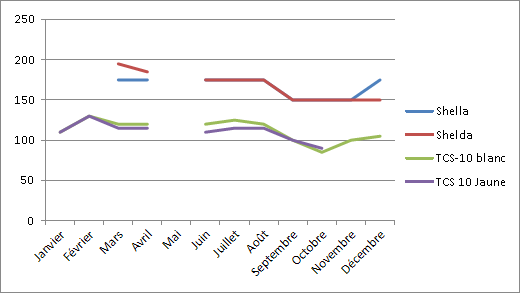 250
200
150
100
50
0
Janvier
Février
Mars
Avril
Mai
Juin
Juillet
Août
Septembre
Octobre
Novembre
Décembre
Shella
Shelda
TCS-10 blanc
TCS 10 Jaune